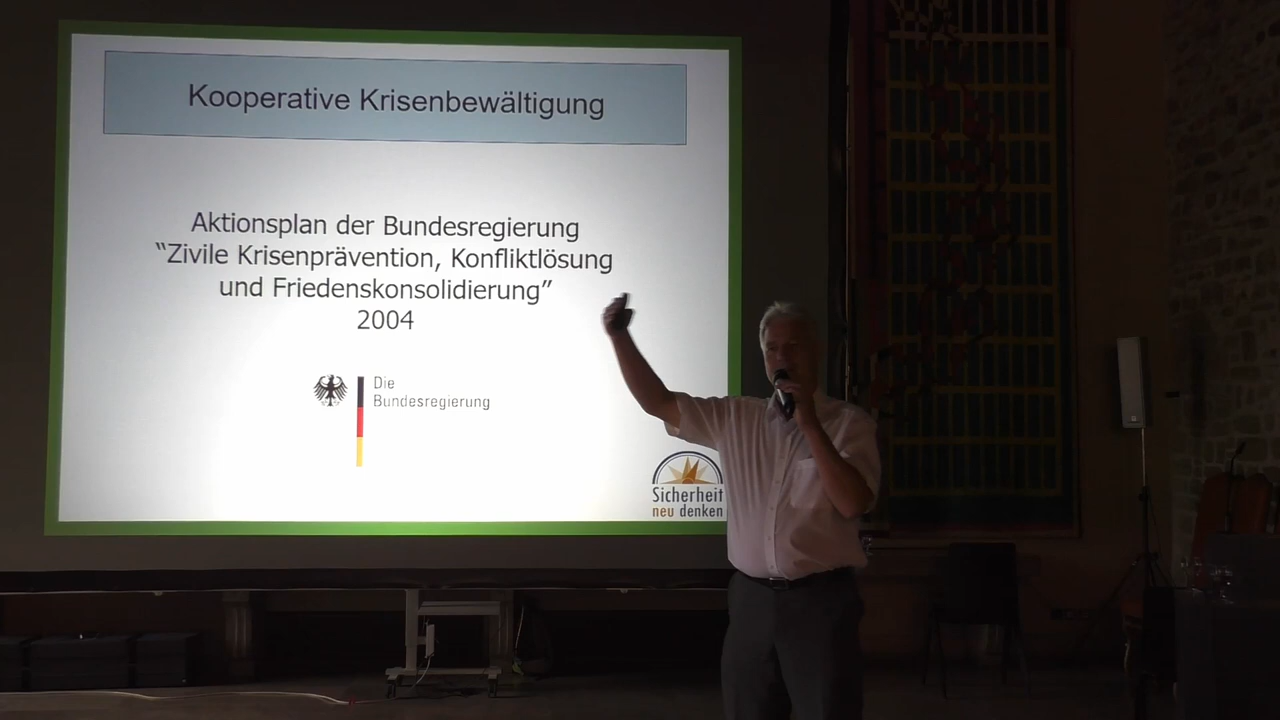 Kooperative Krisenbewältigung
Aktionsplan der Bundesregierung
“Zivile Krisenprävention, Konfliktlösung
und Friedenskonsolidierung”
2004
Die
Bundesregierung
Sicherheit
neu denken